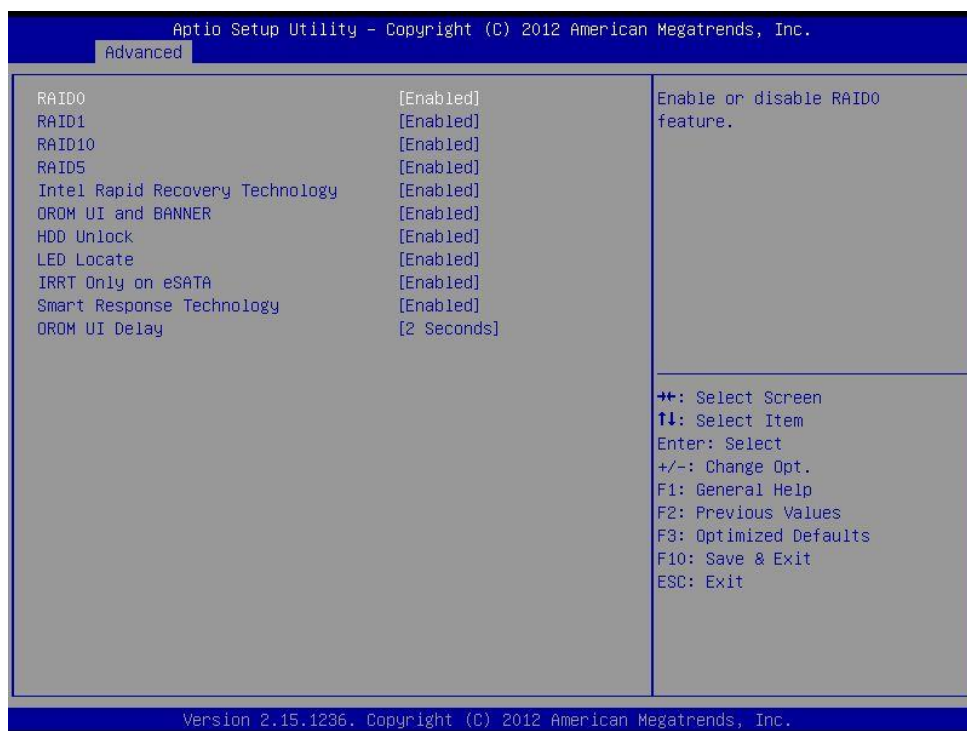 Aptio Setup Utility – Copyright (C) 2012 American Megatrends, Inc.
Advanced
RAID0 [Enabled]
RAID1 [Enabled]
RAID10 [Enabled]
RAID5 [Enabled]
Intel Rapid Recovery Technology [Enabled]
OROM UI and BANNER [Enabled]
HDD Unlock [Enabled]
LED Locate [Enabled]
IRRT Only on eSATA [Enabled]
Smart Response Technology [Enabled]
OROM UI Delay [2 Seconds]
Enable or disable RAID0
feature.
→←: Select Screen
↑↓: Select Item
Enter: Select
+/-: Change Opt.
F1: General Help
F2: Previous Values
F3: Optimized Defaults
F10: Save & Exit
ESC: Exit
Version 2.15.1236. Copyright (C) 2012 American Megatrends, Inc.